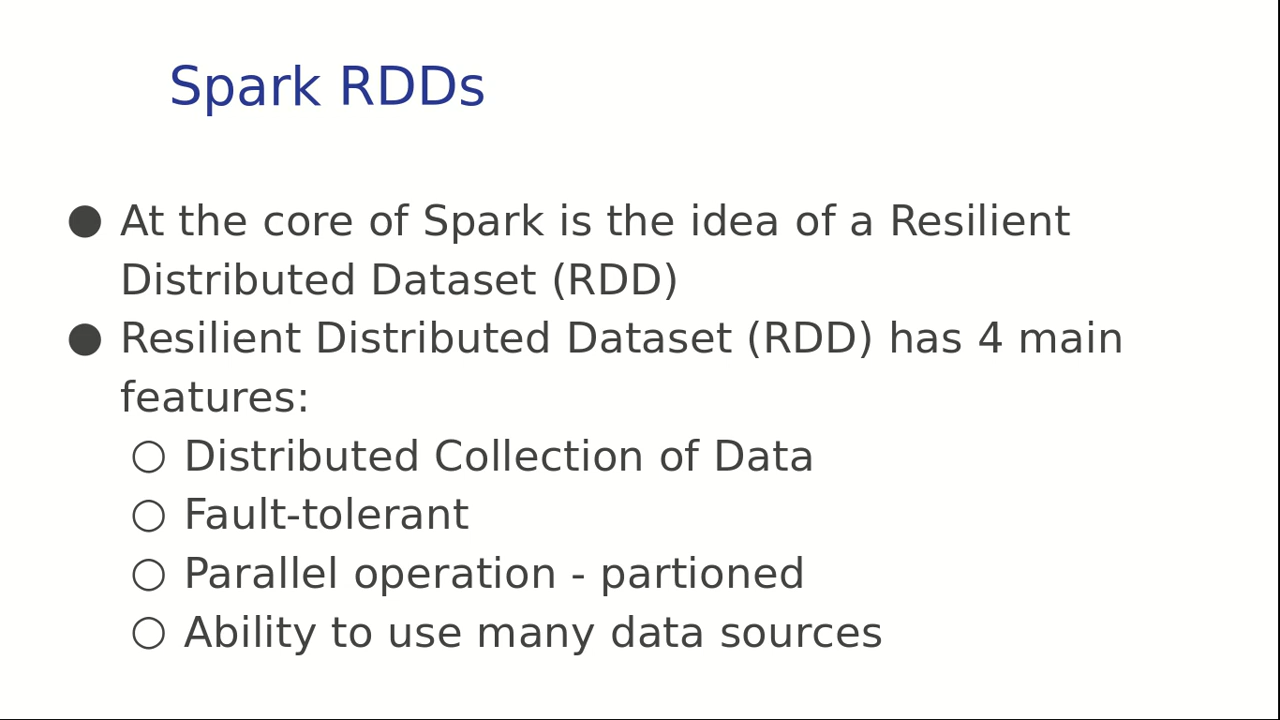 Spark RDDs
● At the core of Spark is the idea of a Resilient
Distributed Dataset (RDD)
● Resilient Distributed Dataset (RDD) has 4 main
features:
○ Distributed Collection of Data
○ Fault-tolerant
○ Parallel operation - partioned
○ Ability to use many data sources